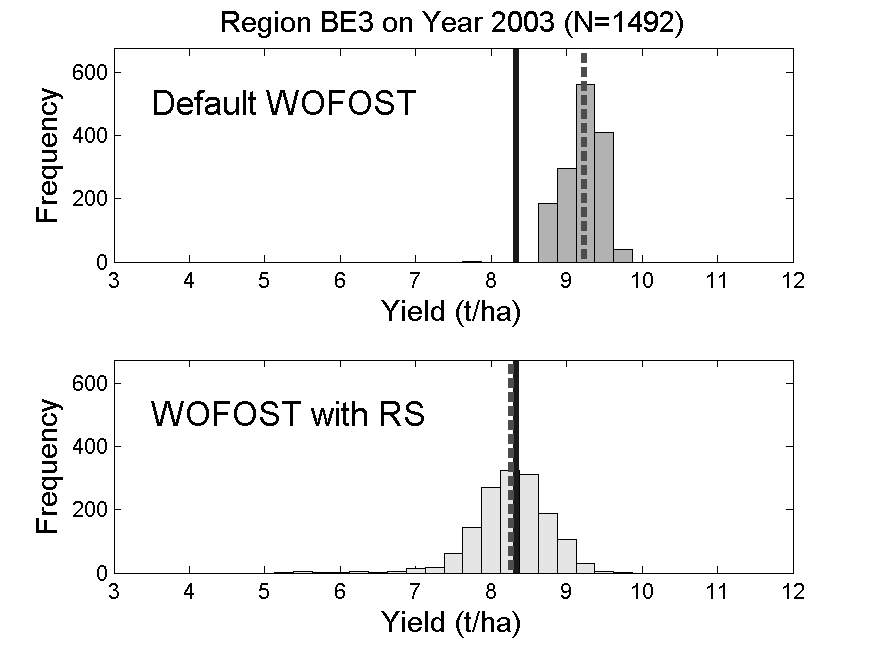 Region BE3 on Year 2003 (N=1492)
Frequency
600
400
200
0
Default WOFOST
3 4 5 6 7 8 9 10 11 12
Yield (t/ha)
Frequency
600
400
200
0
WOFOST with RS
3 4 5 6 7 8 9 10 11 12
Yield (t/ha)